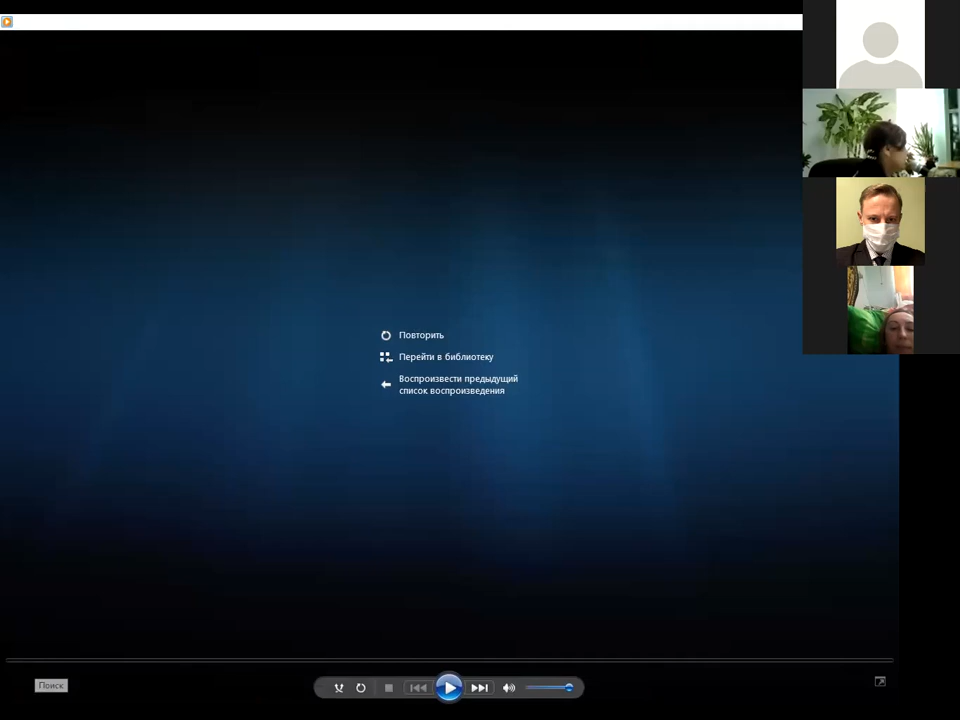 Повторить
Перейти в библиотеку
Воспроизвести предыдущий
список воспроизведения
Поиск